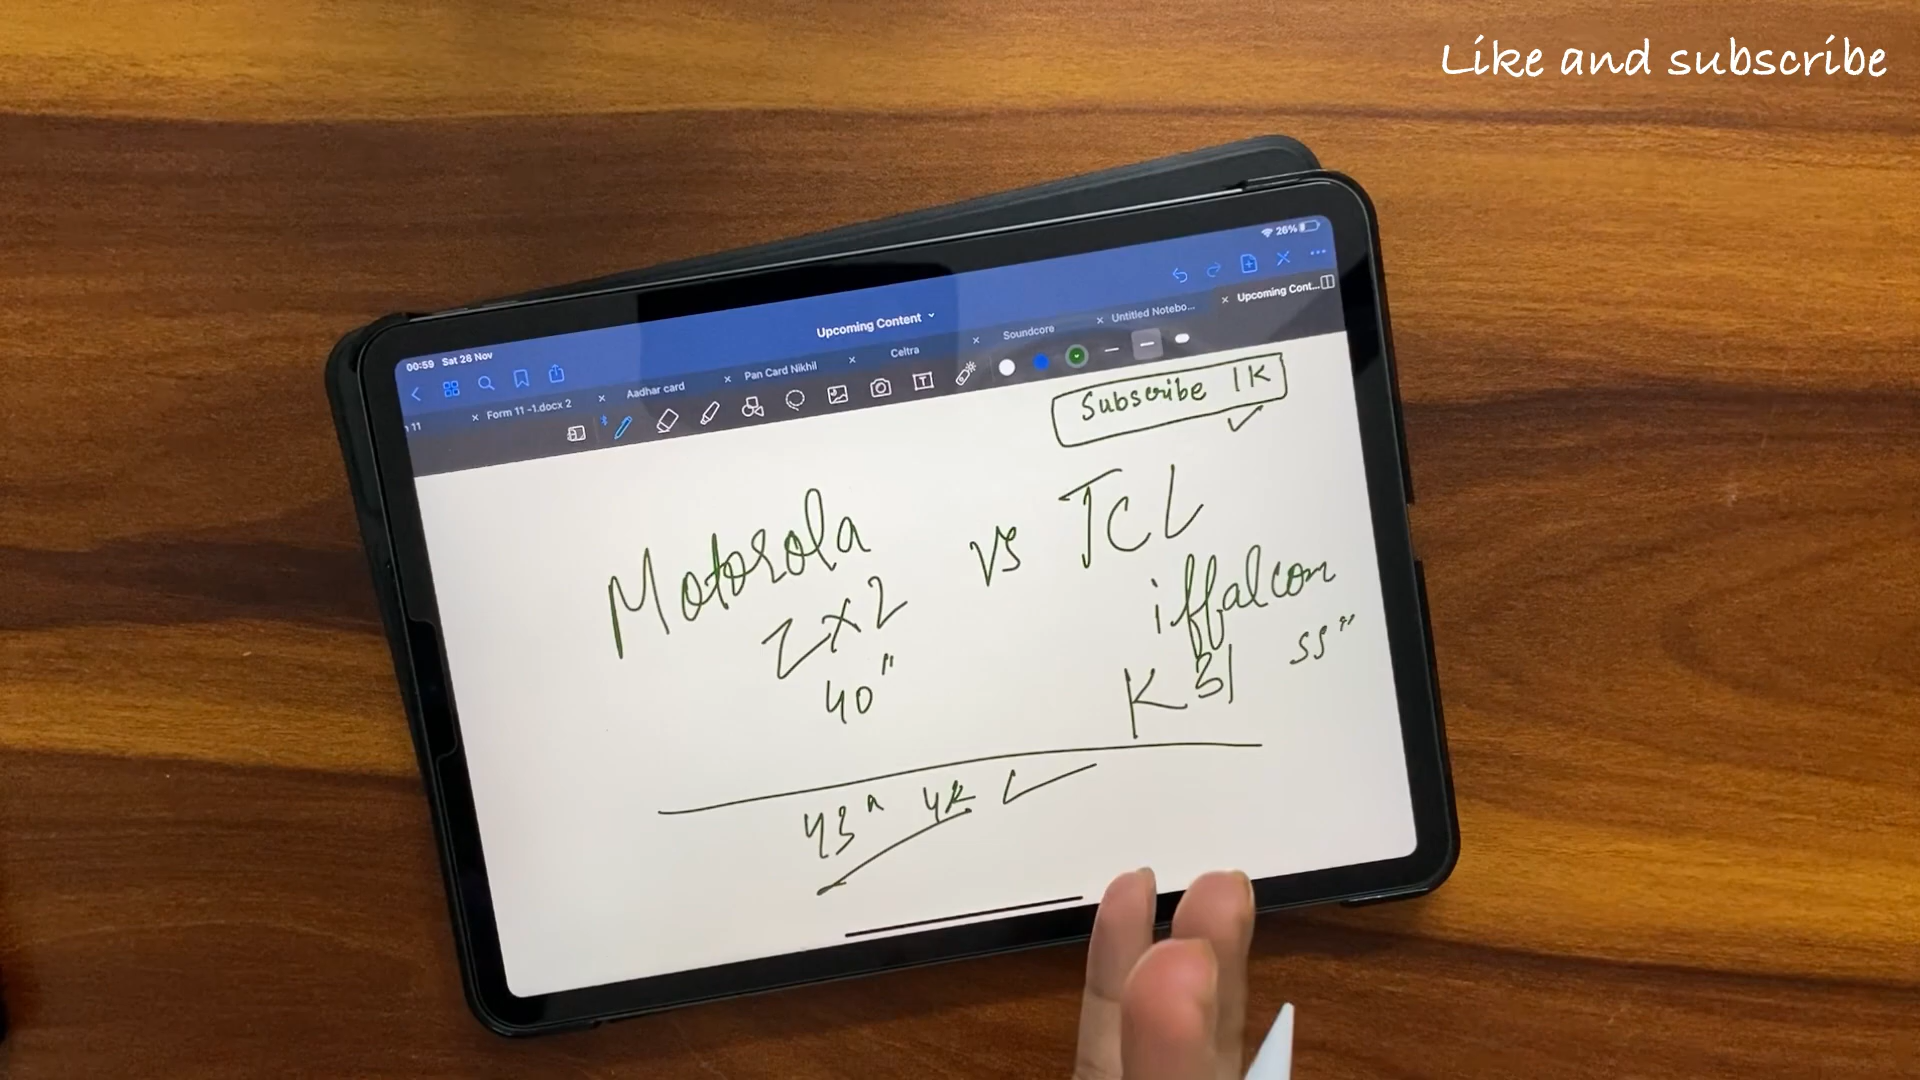 Like and subscribe
00:59 Sat 28 Nov
26%
Upcoming Content
11
Form 11 -1.docx 2
Aadhar card
Pan Card Nikhil
Celtra
Soundcore
Untitled Notebo...
Upcoming Cont...
Subscribe 1K
Motorola vs TCL
ZX2 iffalcon
40" K31 55"
43" 4K